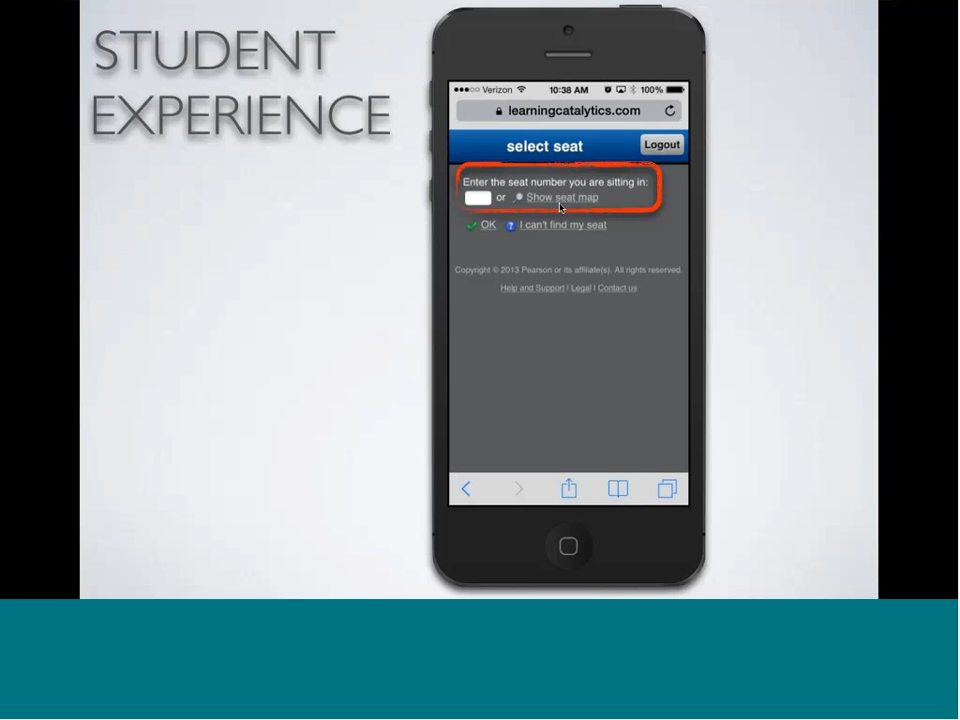 STUDENT
EXPERIENCE
Verizon 10:38 AM 100%
learningcatalytics.com
select seat
Logout
Enter the seat number you are sitting in:
or Show seat map
OK I can't find my seat
Copyright © 2013 Pearson or its affiliate(s). All rights reserved.
Help and Support | Legal | Contact us